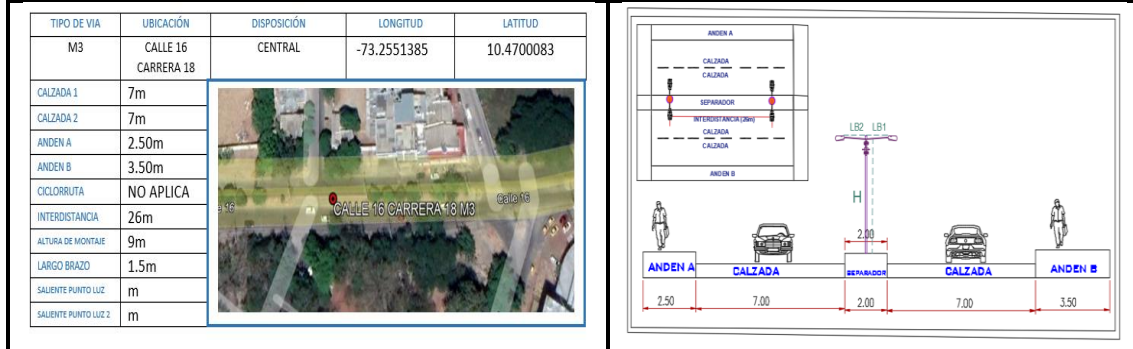 TIPO DE VIA UBICACIÓN DISPOSICIÓN LONGITUD LATITUD
M3 CALLE 16 CENTRAL -73.2551385 10.4700083
CARRERA 18
CALZADA 1 7m
CALZADA 2 7m
ANDEN A 2.50m
ANDEN B 3.50m
CICLORRUTA NO APLICA
INTERDISTANCIA 26m
ALTURA DE MONTAJE 9m
LARGO BRAZO 1.5m
SALIENTE PUNTO LUZ m
SALIENTE PUNTO LUZ 2 m
e 16
CALLE 16 CARRERA 18 M3
Calle 16
ANDEN A
CALZADA
CALZADA
SEPARADOR
INTERDISTANCIA (26m)
CALZADA
CALZADA
ANDEN B
LB2 LB1
H
2.00
ANDEN A CALZADA SEPARADOR CALZADA ANDEN B
2.50 7.00 2.00 7.00 3.50